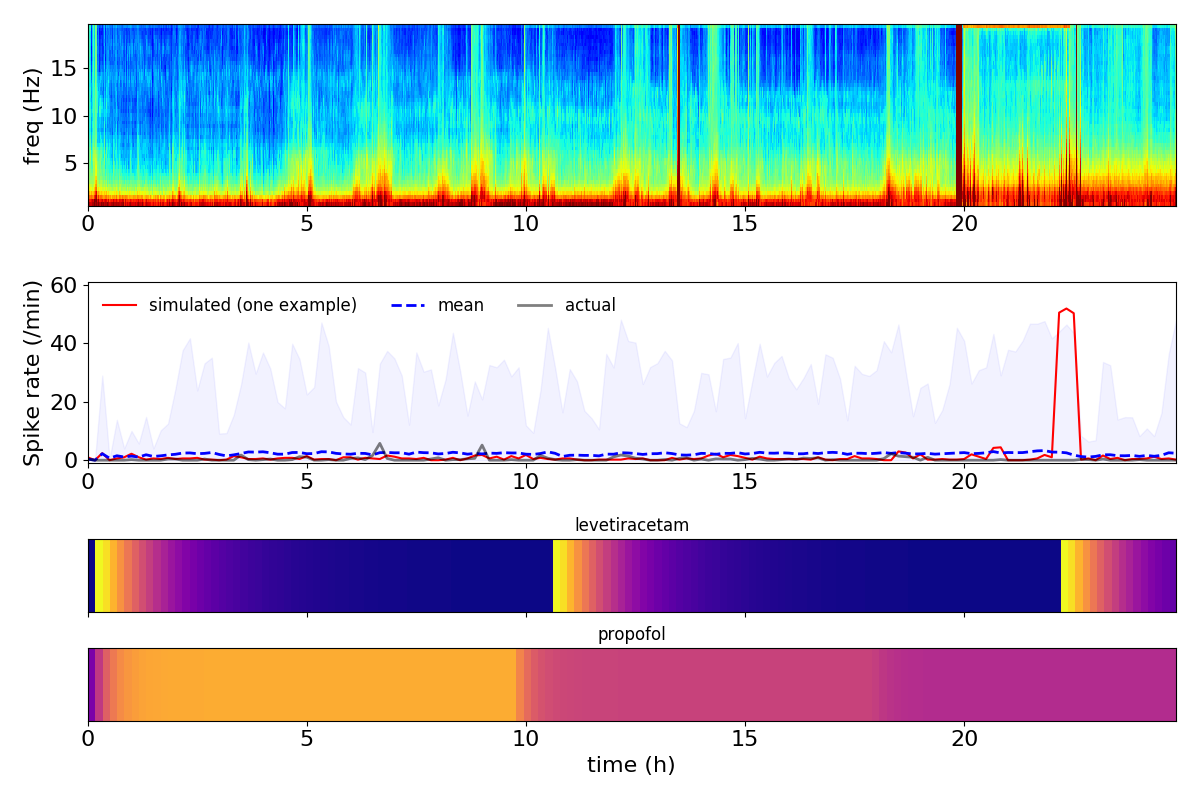 freq (Hz)
15
10
5
0 5 10 15 20
Spike rate (/min)
60
40
20
0
simulated (one example) mean actual
0 5 10 15 20
levetiracetam
propofol
0 5 10 15 20
time (h)